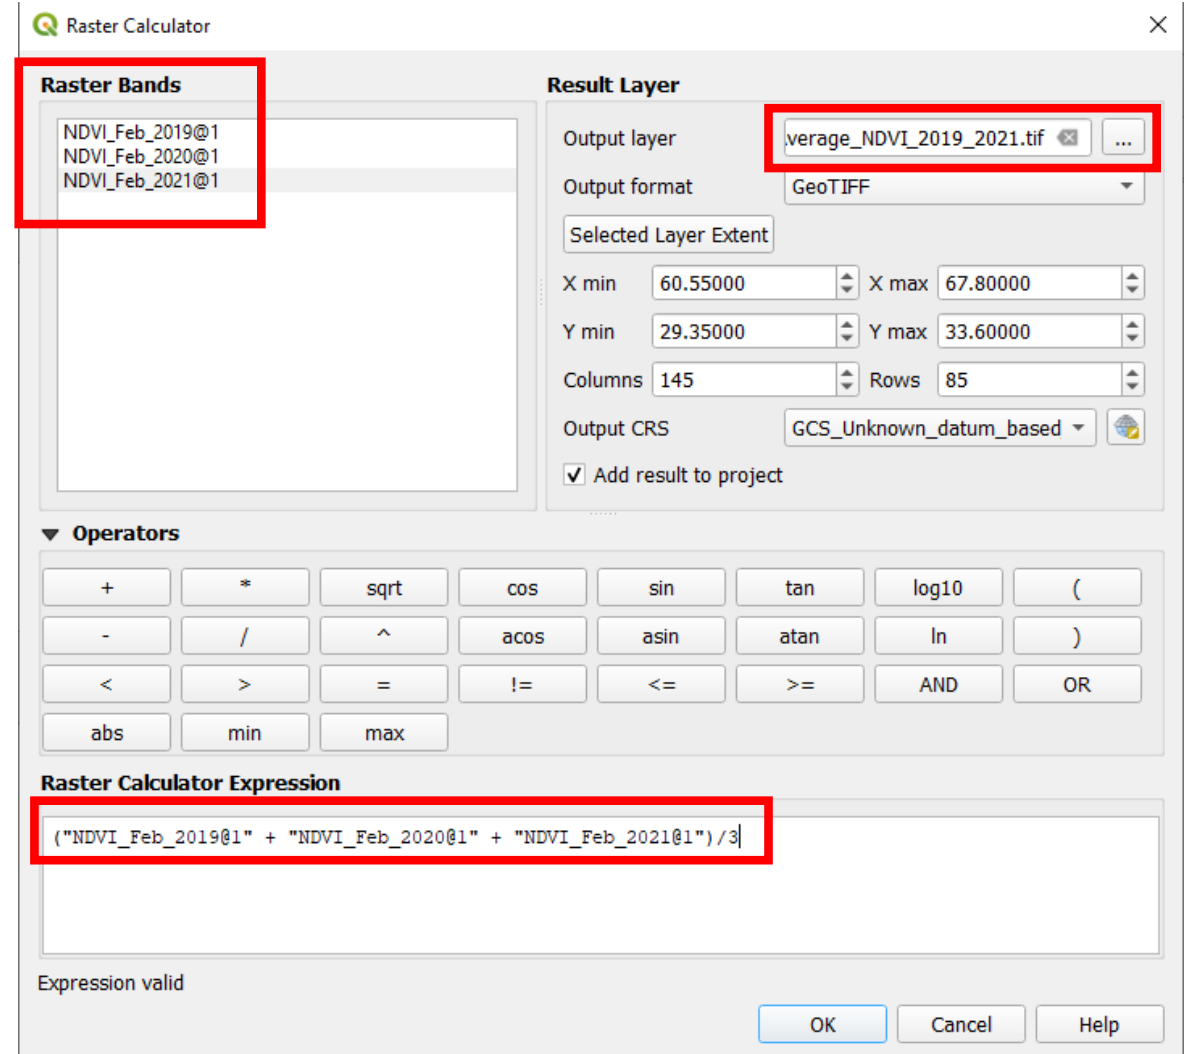 Raster Calculator
Raster Bands
NDVI_Feb_2019@1
NDVI_Feb_2020@1
NDVI_Feb_2021@1
Result Layer
Output layer verage_NDVI_2019_2021.tif ...
Output format GeoTIFF
Selected Layer Extent
X min 60.55000 X max 67.80000
Y min 29.35000 Y max 33.60000
Columns 145 Rows 85
Output CRS GCS_Unknown_datum_based
Add result to project
Operators
+ * sqrt cos sin tan log10 (
- / ^ acos asin atan ln )
< > = != <= >= AND OR
abs min max
Raster Calculator Expression
("NDVI_Feb_2019@1" + "NDVI_Feb_2020@1" + "NDVI_Feb_2021@1")/3
Expression valid
OK Cancel Help